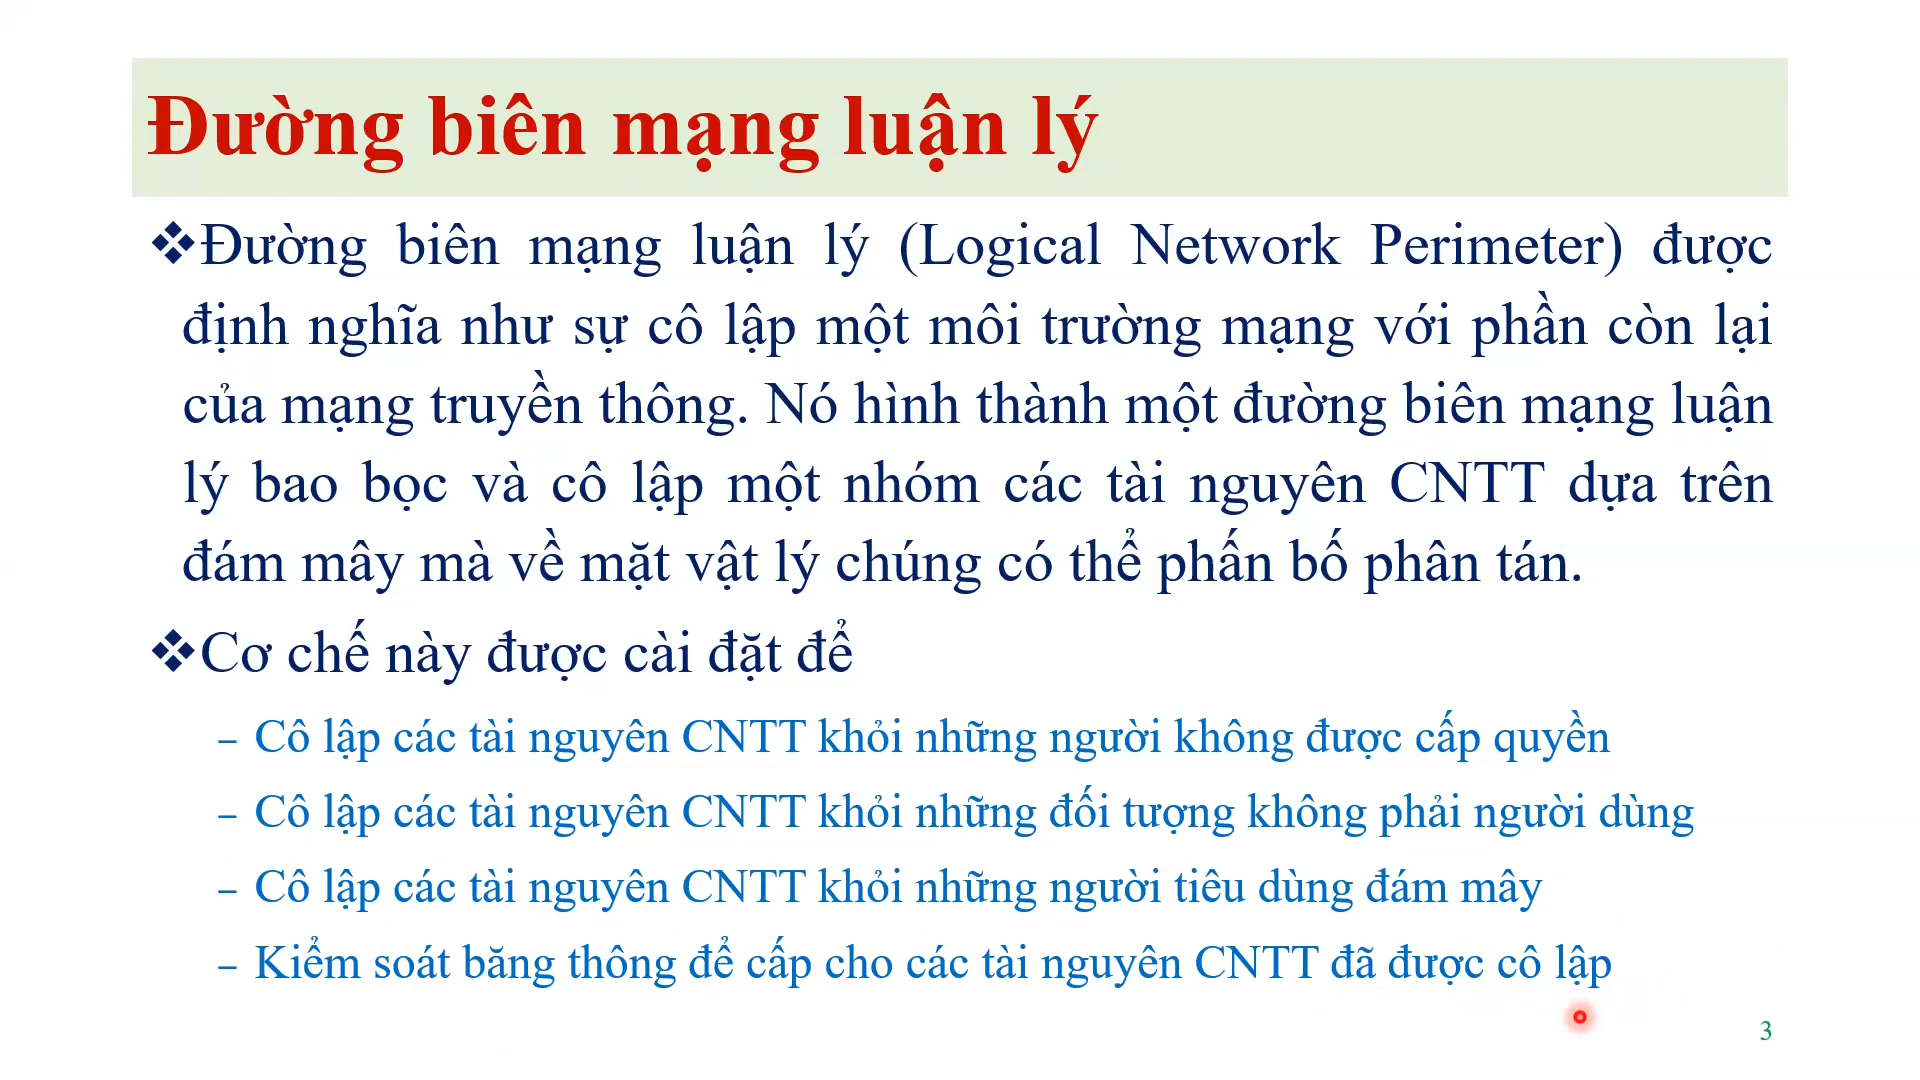 Đường biên mạng luận lý
❖Đường biên mạng luận lý (Logical Network Perimeter) được
định nghĩa như sự cô lập một môi trường mạng với phần còn lại
của mạng truyền thông. Nó hình thành một đường biên mạng luận
lý bao bọc và cô lập một nhóm các tài nguyên CNTT dựa trên
đám mây mà về mặt vật lý chúng có thể phấn bố phân tán.
❖Cơ chế này được cài đặt để
– Cô lập các tài nguyên CNTT khỏi những người không được cấp quyền
– Cô lập các tài nguyên CNTT khỏi những đối tượng không phải người dùng
– Cô lập các tài nguyên CNTT khỏi những người tiêu dùng đám mây
– Kiểm soát băng thông để cấp cho các tài nguyên CNTT đã được cô lập
3